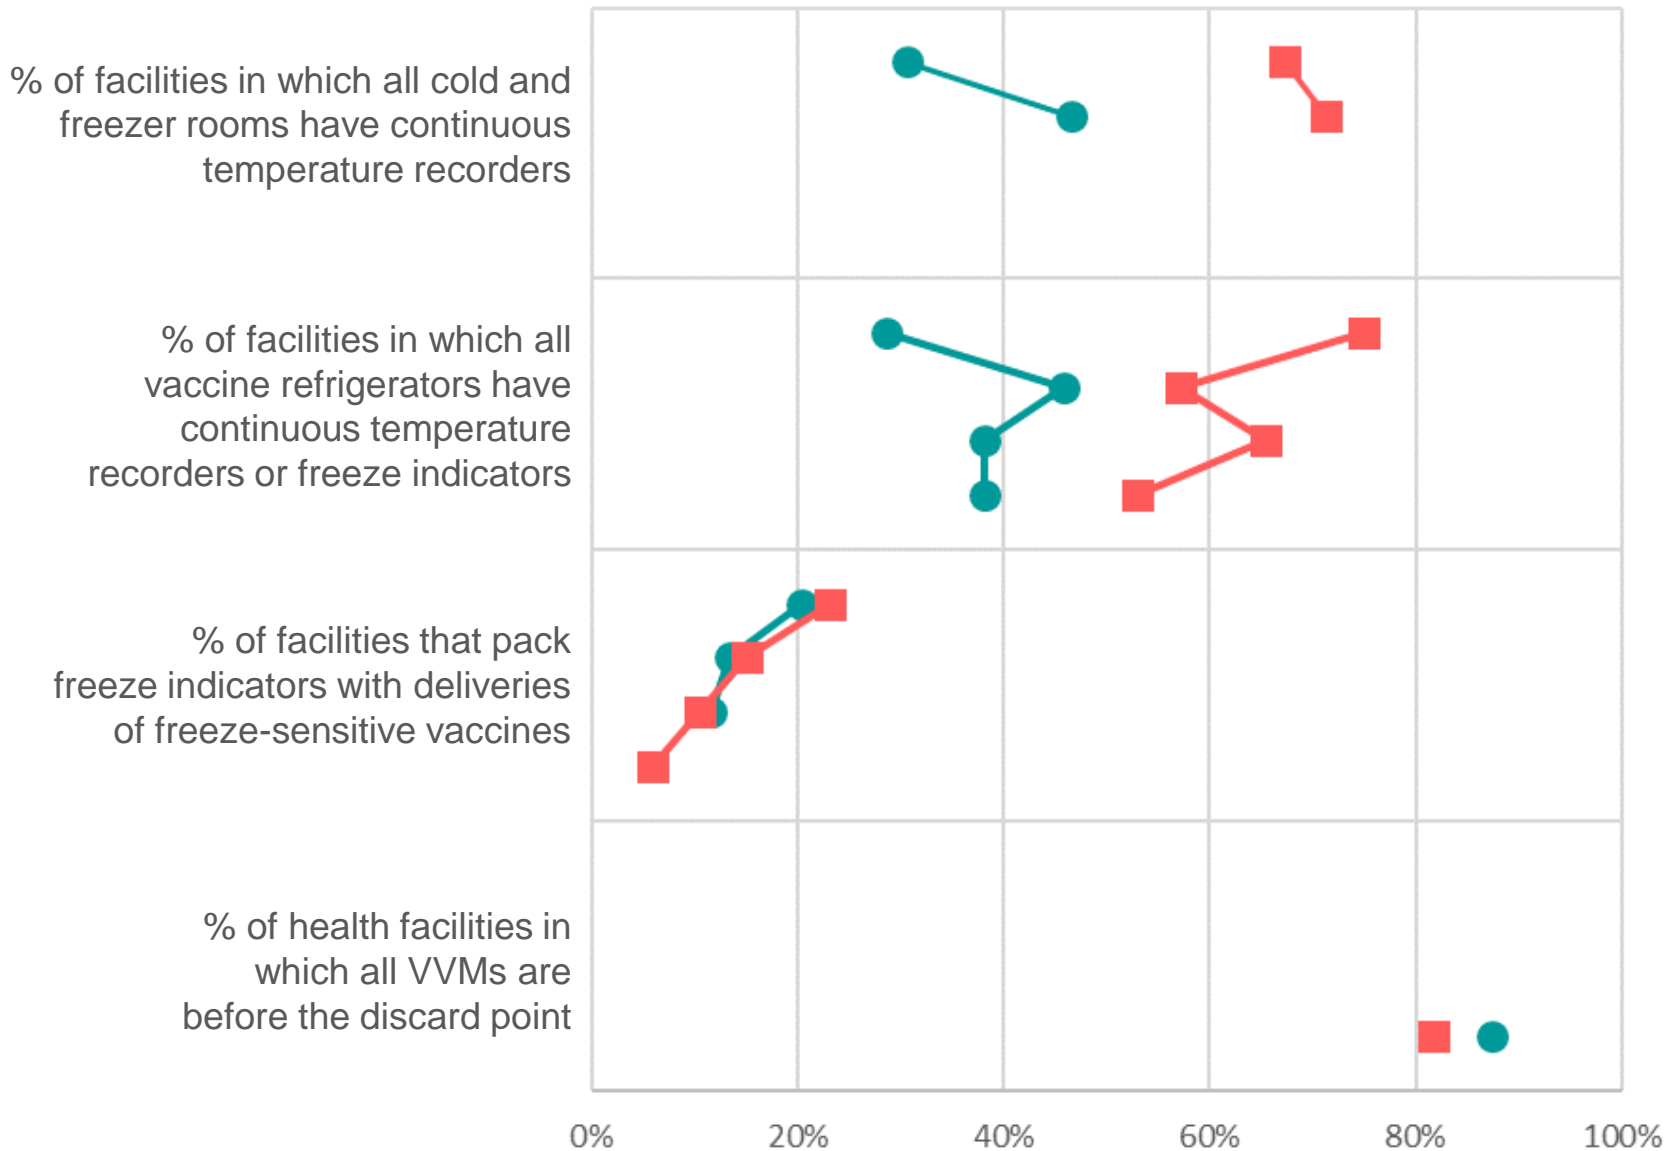 % of facilities in which all cold and
freezer rooms have continuous
temperature recorders
% of facilities in which all
vaccine refrigerators have
continuous temperature
recorders or freeze indicators
% of facilities that pack
freeze indicators with deliveries
of freeze-sensitive vaccines
% of health facilities in
which all VVMs are
before the discard point
0% 20% 40% 60% 80% 100%